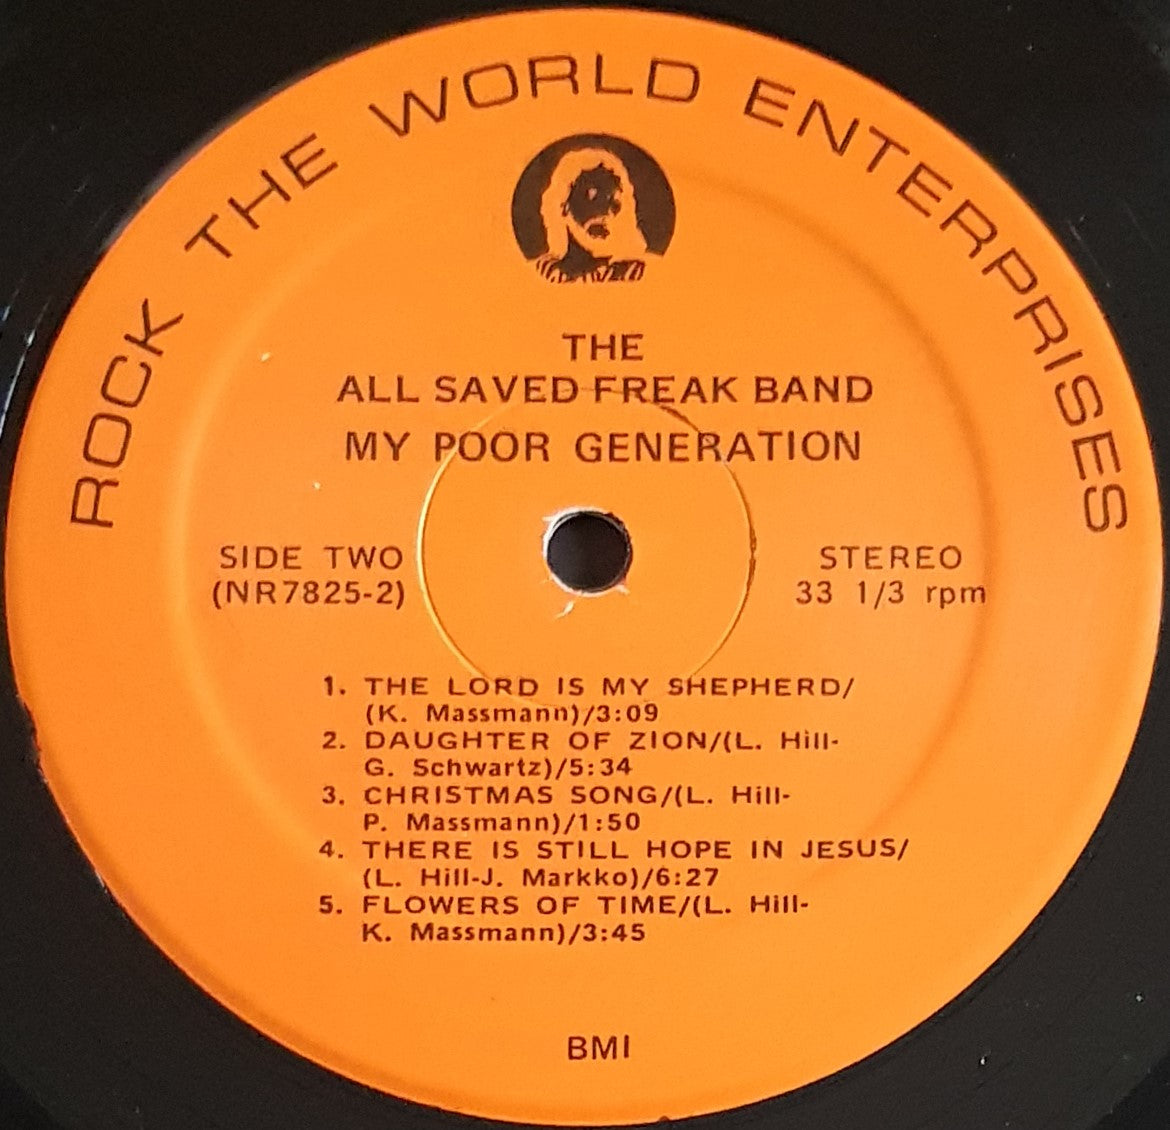 ROCK THE WORLD ENTERPRISES
THE
ALL SAVED FREAK BAND
MY POOR GENERATION
SIDE TWO
(NR7825-2)
STEREO
33 1/3 rpm
1. THE LORD IS MY SHEPHERD/
(K. Massmann)/3:09
2. DAUGHTER OF ZION/(L. Hill-
G. Schwartz)/5:34
3. CHRISTMAS SONG/(L. Hill-
P. Massmann)/1:50
4. THERE IS STILL HOPE IN JESUS/
(L. Hill-J. Markko)/6:27
5. FLOWERS OF TIME/(L. Hill-
K. Massmann)/3:45
BMI